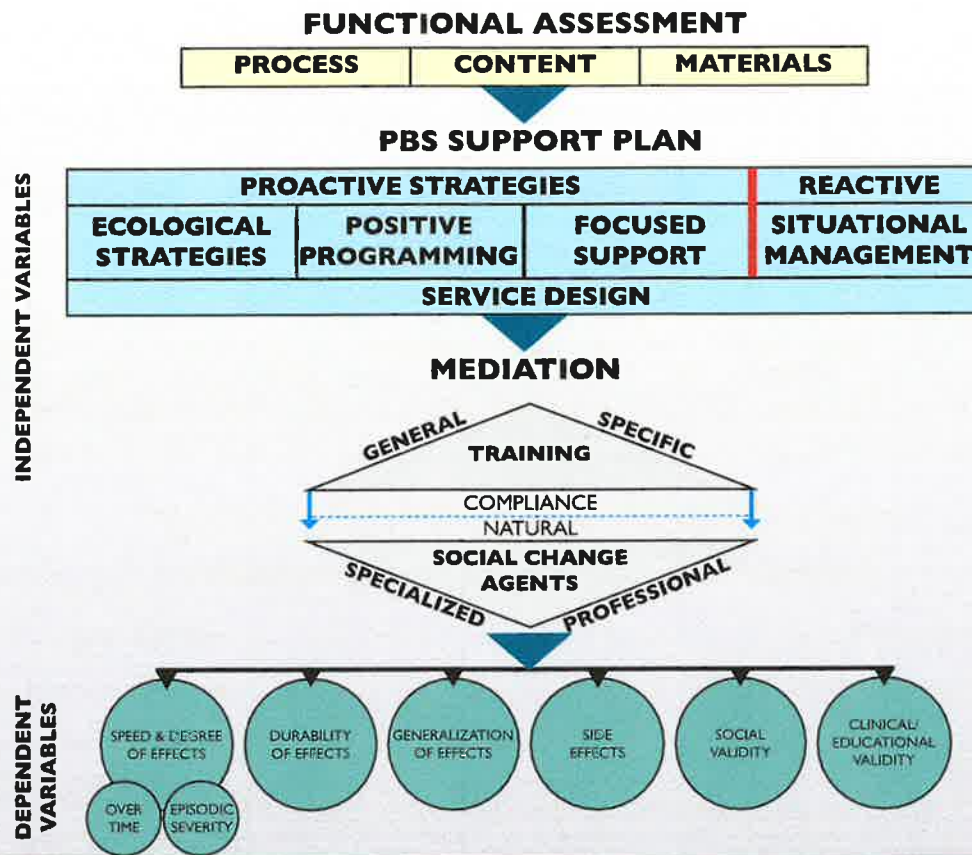 FUNCTIONAL ASSESSMENT
PROCESS
CONTENT
MATERIALS
PBS SUPPORT PLAN
INDEPENDENT VARIABLES
PROACTIVE STRATEGIES
REACTIVE
ECOLOGICAL
STRATEGIES
POSITIVE
PROGRAMMING
FOCUSED
SUPPORT
SITUATIONAL
MANAGEMENT
SERVICE DESIGN
MEDIATION
GENERAL
SPECIFIC
TRAINING
COMPLIANCE
NATURAL
SOCIAL CHANGE
AGENTS
SPECIALIZED
PROFESSIONAL
DEPENDENT
VARIABLES
SPEED & DEGREE
OF EFFECTS
OVER
TIME
EPISODIC
SEVERITY
DURABILITY
OF EFFECTS
GENERALIZATION
OF EFFECTS
SIDE
EFFECTS
SOCIAL
VALIDITY
CLINICAL/
EDUCATIONAL
VALIDITY